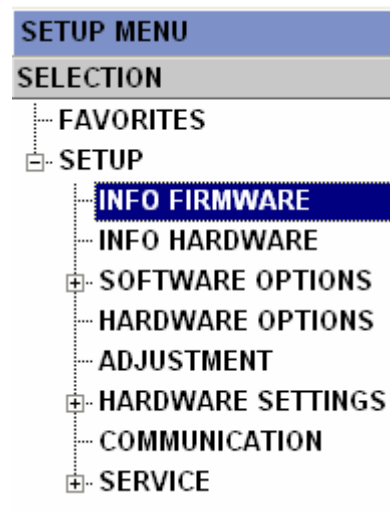 SETUP MENU
SELECTION
FAVORITES
SETUP
INFO FIRMWARE
INFO HARDWARE
SOFTWARE OPTIONS
HARDWARE OPTIONS
ADJUSTMENT
HARDWARE SETTINGS
COMMUNICATION
SERVICE